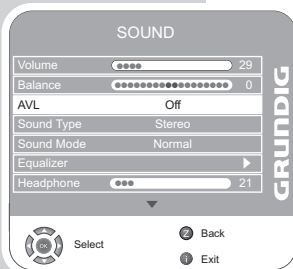 SOUND
Volume 29
Balance 0
AVL Off
Sound Type Stereo
Sound Mode Normal
Equalizer
Headphone 21
GRUNDIG
OK
Select
Z Back
i Exit